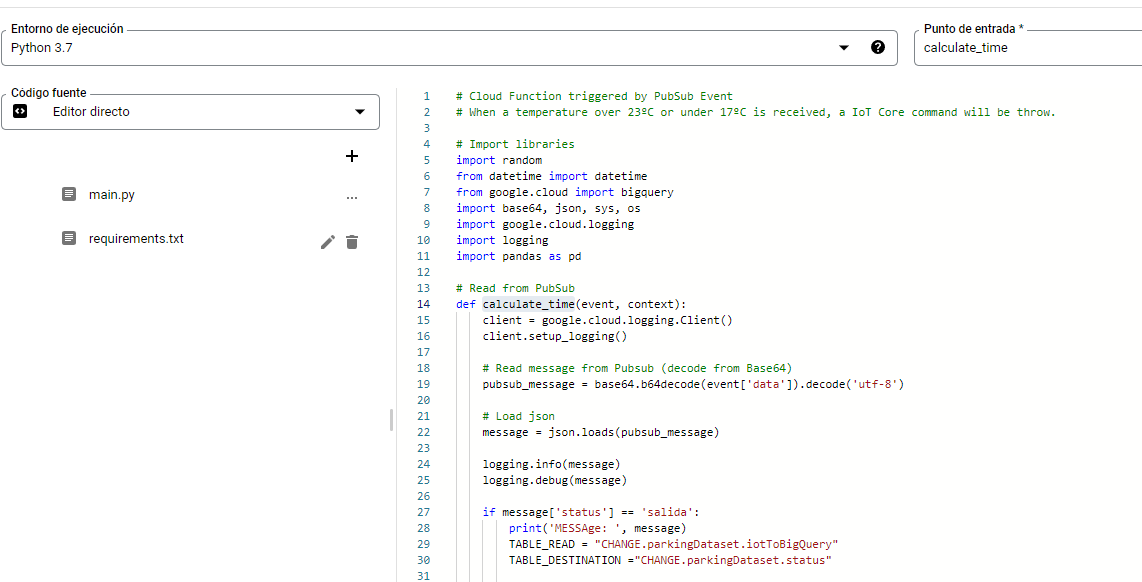 Entorno de ejecución
Python 3.7
Punto de entrada *
calculate_time
Código fuente
Editor directo
main.py
...
requirements.txt
1 # Cloud Function triggered by PubSub Event
2 # When a temperature over 23ºC or under 17ºC is received, a IoT Core command will be throw.
3
4 # Import libraries
5 import random
6 from datetime import datetime
7 from google.cloud import bigquery
8 import base64, json, sys, os
9 import google.cloud.logging
10 import logging
11 import pandas as pd
12
13 # Read from PubSub
14 def calculate_time(event, context):
15 client = google.cloud.logging.Client()
16 client.setup_logging()
17
18 # Read message from Pubsub (decode from Base64)
19 pubsub_message = base64.b64decode(event['data']).decode('utf-8')
20
21 # Load json
22 message = json.loads(pubsub_message)
23
24 logging.info(message)
25 logging.debug(message)
26
27 if message['status'] == 'salida':
28 print('MESSAge: ', message)
29 TABLE_READ = "CHANGE.parkingDataset.iotToBigQuery"
30 TABLE_DESTINATION ="CHANGE.parkingDataset.status"
31